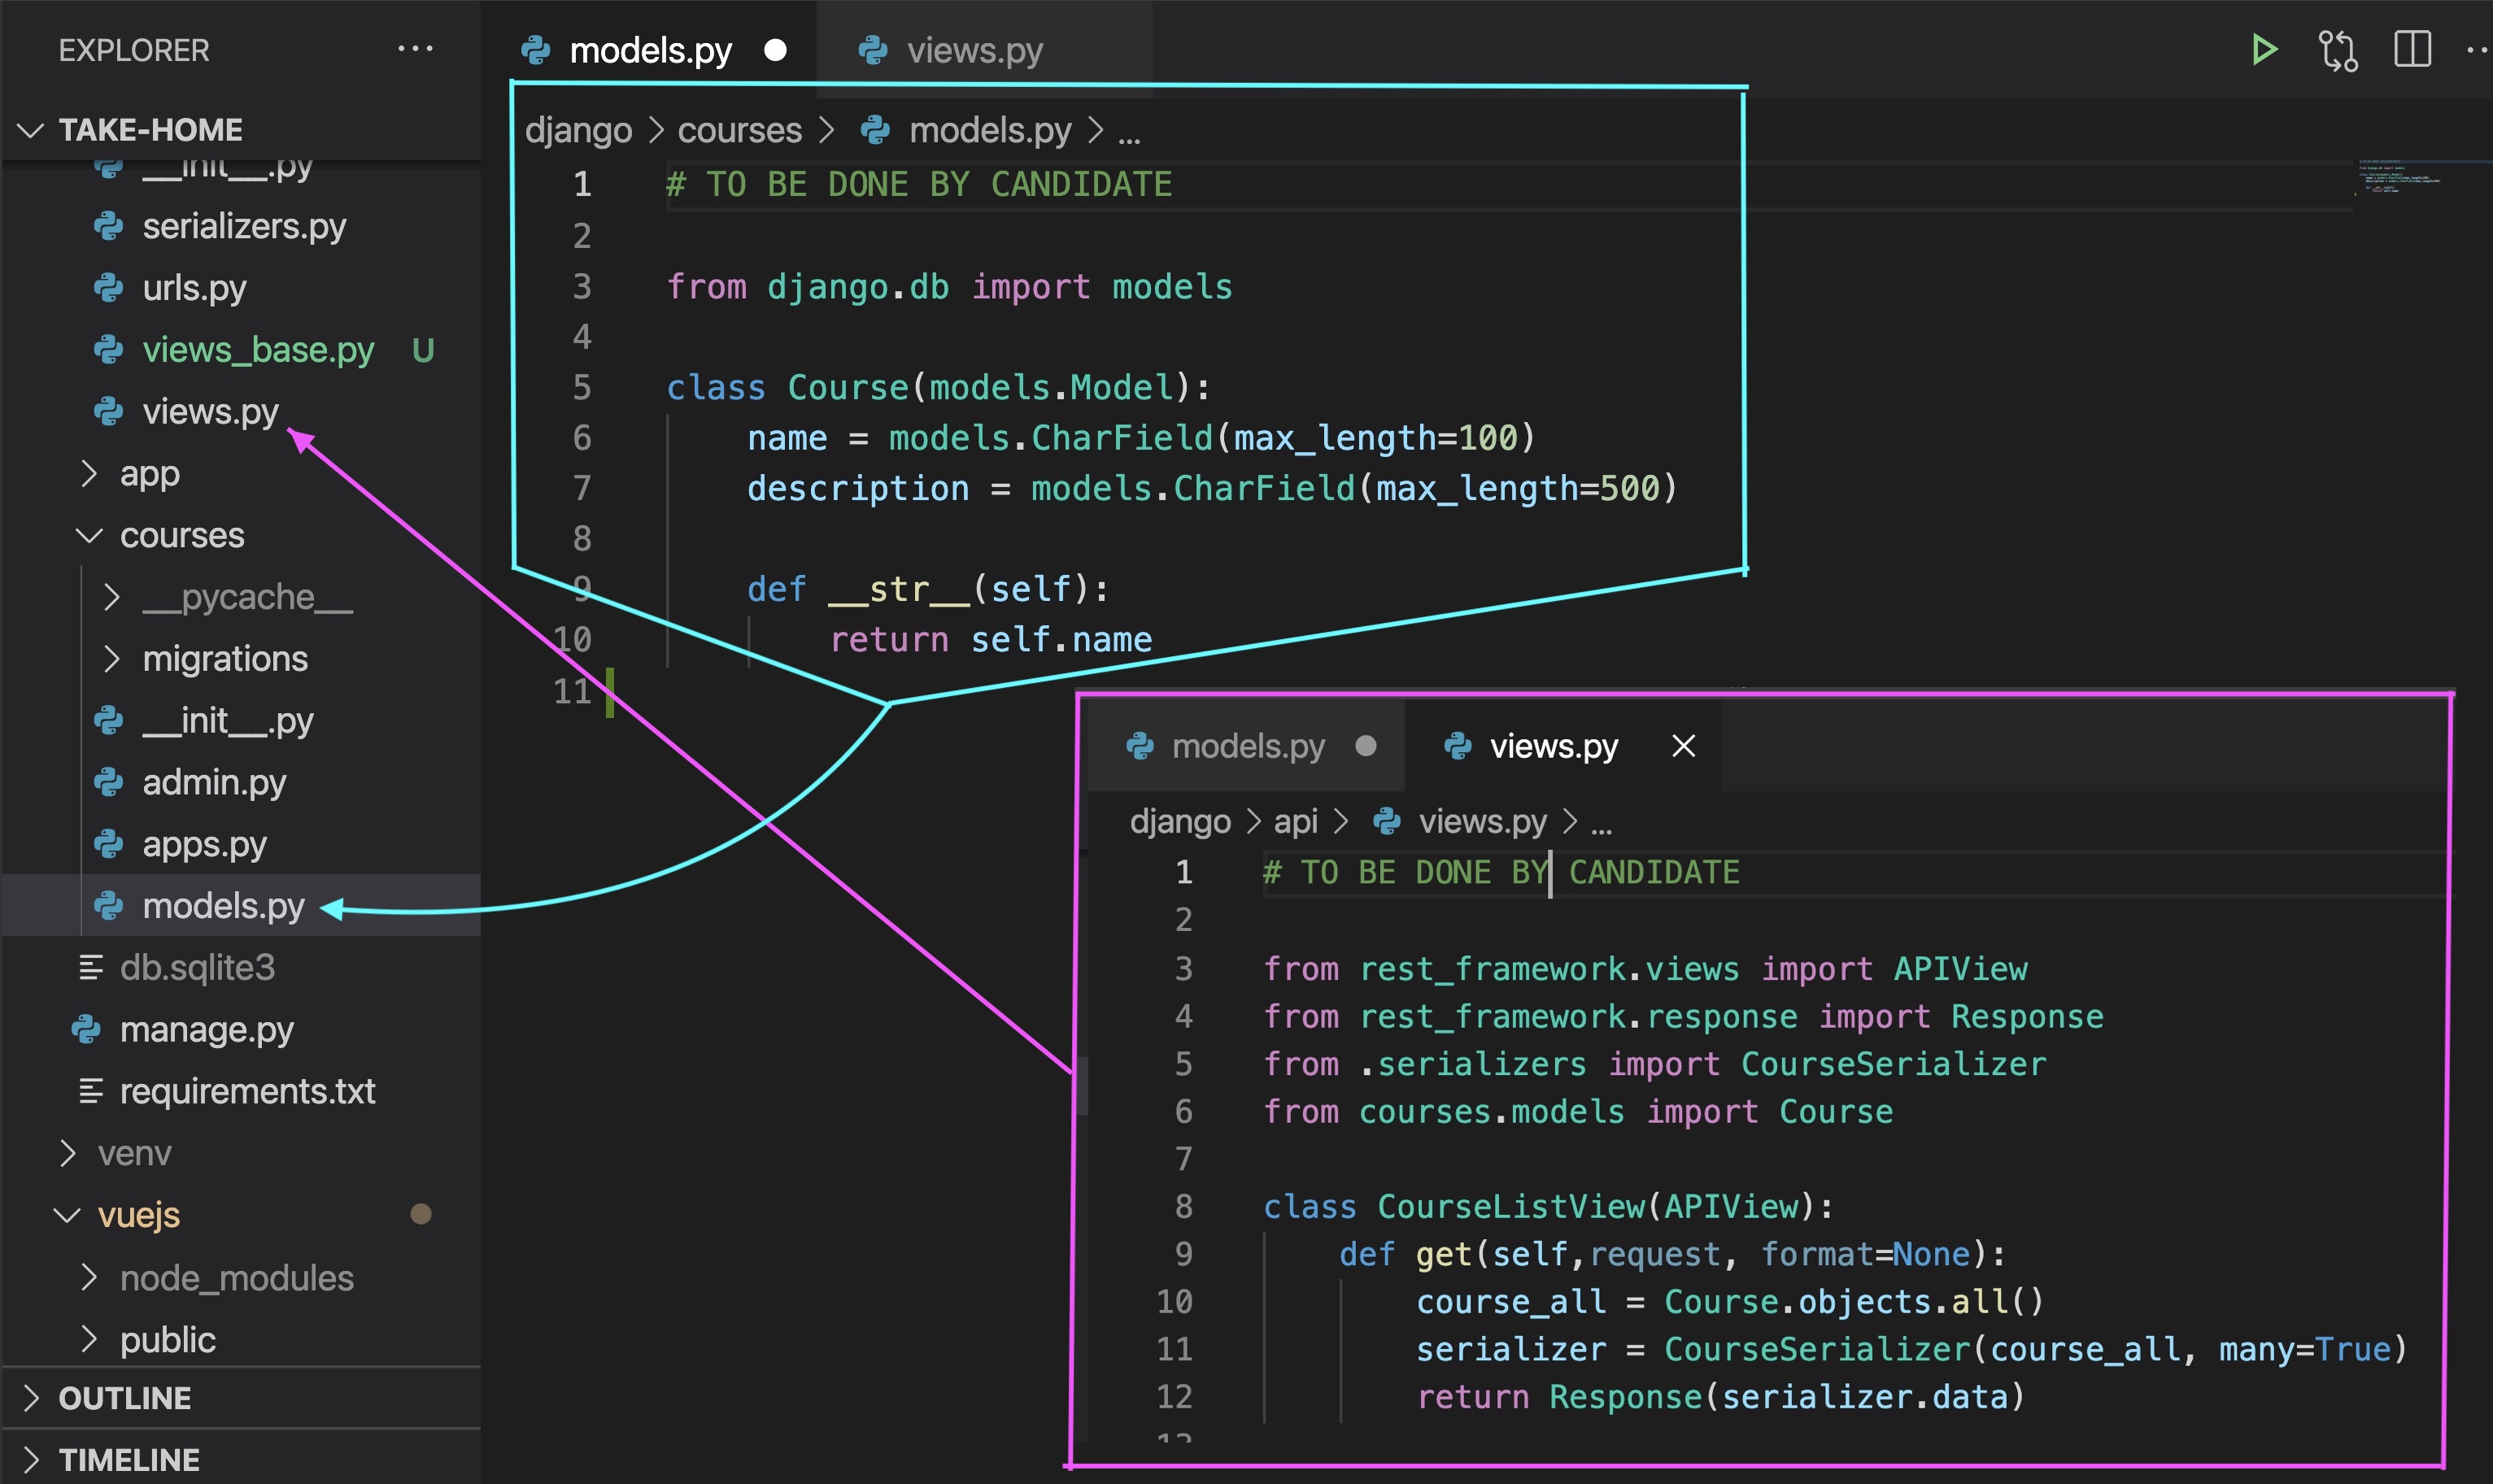 EXPLORER
TAKE-HOME
__init__.py
serializers.py
urls.py
views_base.py U
views.py
app
courses
__pycache__
migrations
__init__.py
admin.py
apps.py
models.py
db.sqlite3
manage.py
requirements.txt
venv
vuejs
node_modules
public
OUTLINE
TIMELINE
models.py views.py
django > courses > models.py > ...
1 # TO BE DONE BY CANDIDATE
2
3 from django.db import models
4
5 class Course(models.Model):
6     name = models.CharField(max_length=100)
7     description = models.CharField(max_length=500)
8
9     def __str__(self):
10         return self.name
11
models.py views.py
django > api > views.py > ...
1 # TO BE DONE BY CANDIDATE
2
3 from rest_framework.views import APIView
4 from rest_framework.response import Response
5 from .serializers import CourseSerializer
6 from courses.models import Course
7
8 class CourseListView(APIView):
9     def get(self,request, format=None):
10         course_all = Course.objects.all()
11         serializer = CourseSerializer(course_all, many=True)
12         return Response(serializer.data)